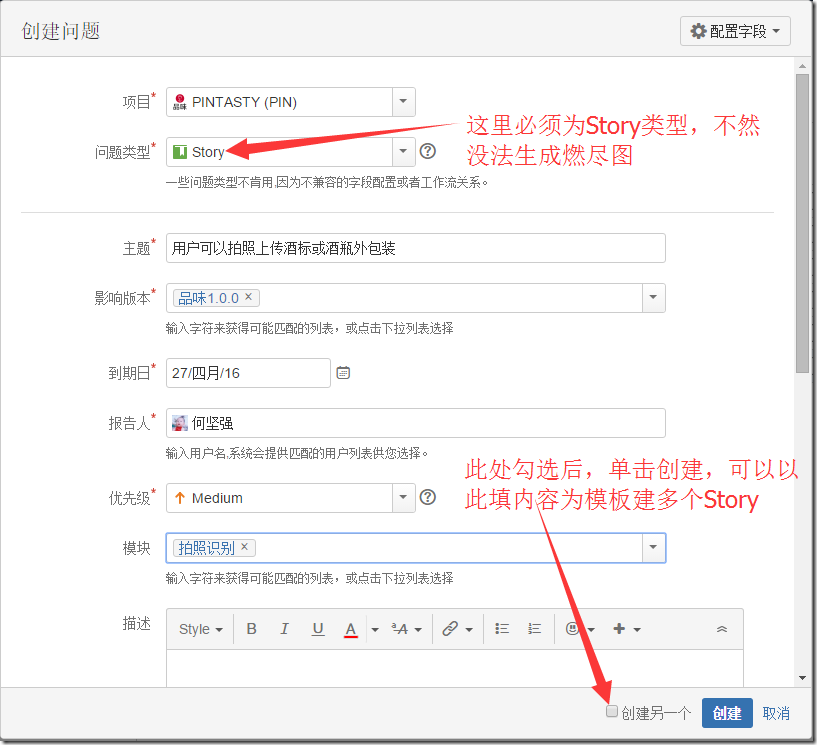 创建问题
配置字段
项目*
品味
PINTASTY (PIN)
这里必须为Story类型，不然
没法生成燃尽图
问题类型*
Story
?
一些问题类型不肯用,因为不兼容的字段配置或者工作流关系。
主题*
用户可以拍照上传酒标或酒瓶外包装
影响版本*
品味1.0.0 ×
输入字符来获得可能匹配的列表，或点击下拉列表选择
到期日*
27/四月/16
报告人*
何坚强
输入用户名,系统会提供匹配的用户列表供您选择。
此处勾选后，单击创建，可以以
此填内容为模板建多个Story
优先级*
Medium
?
模块
拍照识别 ×
输入字符来获得可能匹配的列表，或点击下拉列表选择
描述
Style B I U A ªA
创建另一个 创建 取消